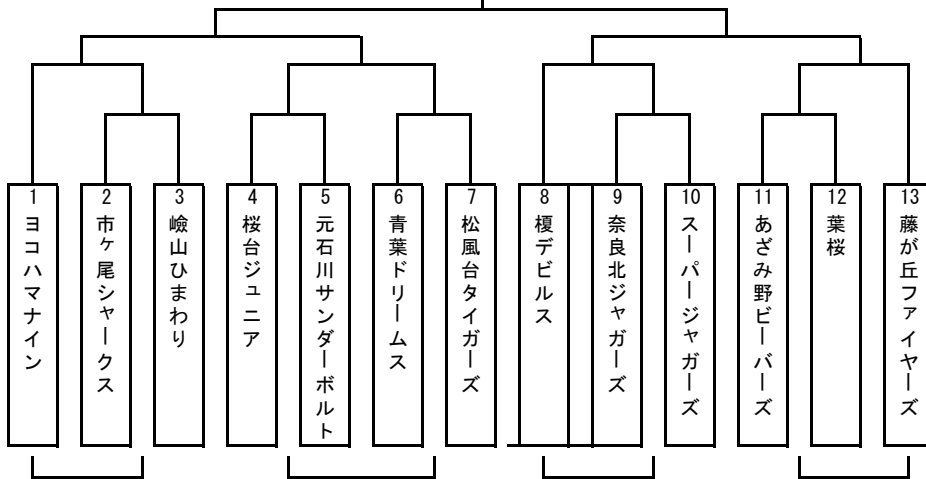 1
ヨコハマナイン
2
市ヶ尾シャークス
3
嶮山ひまわり
4
桜台ジュニア
5
元石川サンダーボルト
6
青葉ドリームス
7
松風台タイガーズ
8
榎デビルス
9
奈良北ジャガーズ
10
スーパージャガーズ
11
あざみ野ビーバーズ
12
葉桜
13
藤が丘ファイヤーズ